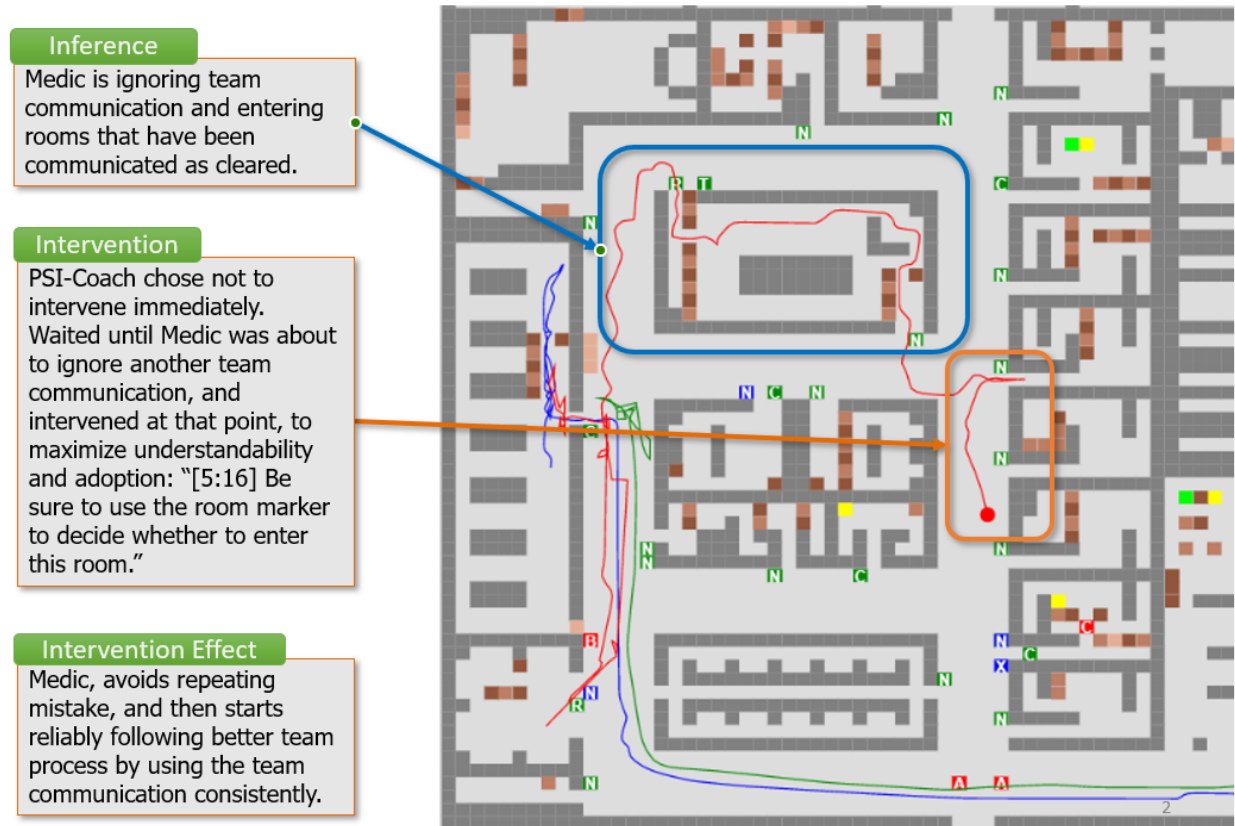 Inference
Medic is ignoring team
communication and entering
rooms that have been
communicated as cleared.
Intervention
PSI-Coach chose not to
intervene immediately.
Waited until Medic was about
to ignore another team
communication, and
intervened at that point, to
maximize understandability
and adoption: “[5:16] Be
sure to use the room marker
to decide whether to enter
this room.”
Intervention Effect
Medic, avoids repeating
mistake, and then starts
reliably following better team
process by using the team
communication consistently.
N
N
N
R T
C
N
N
N
N
N C N
C
N
N
N
N
N C
B
N
C
C
X
N
N
R
N
N
A A
2